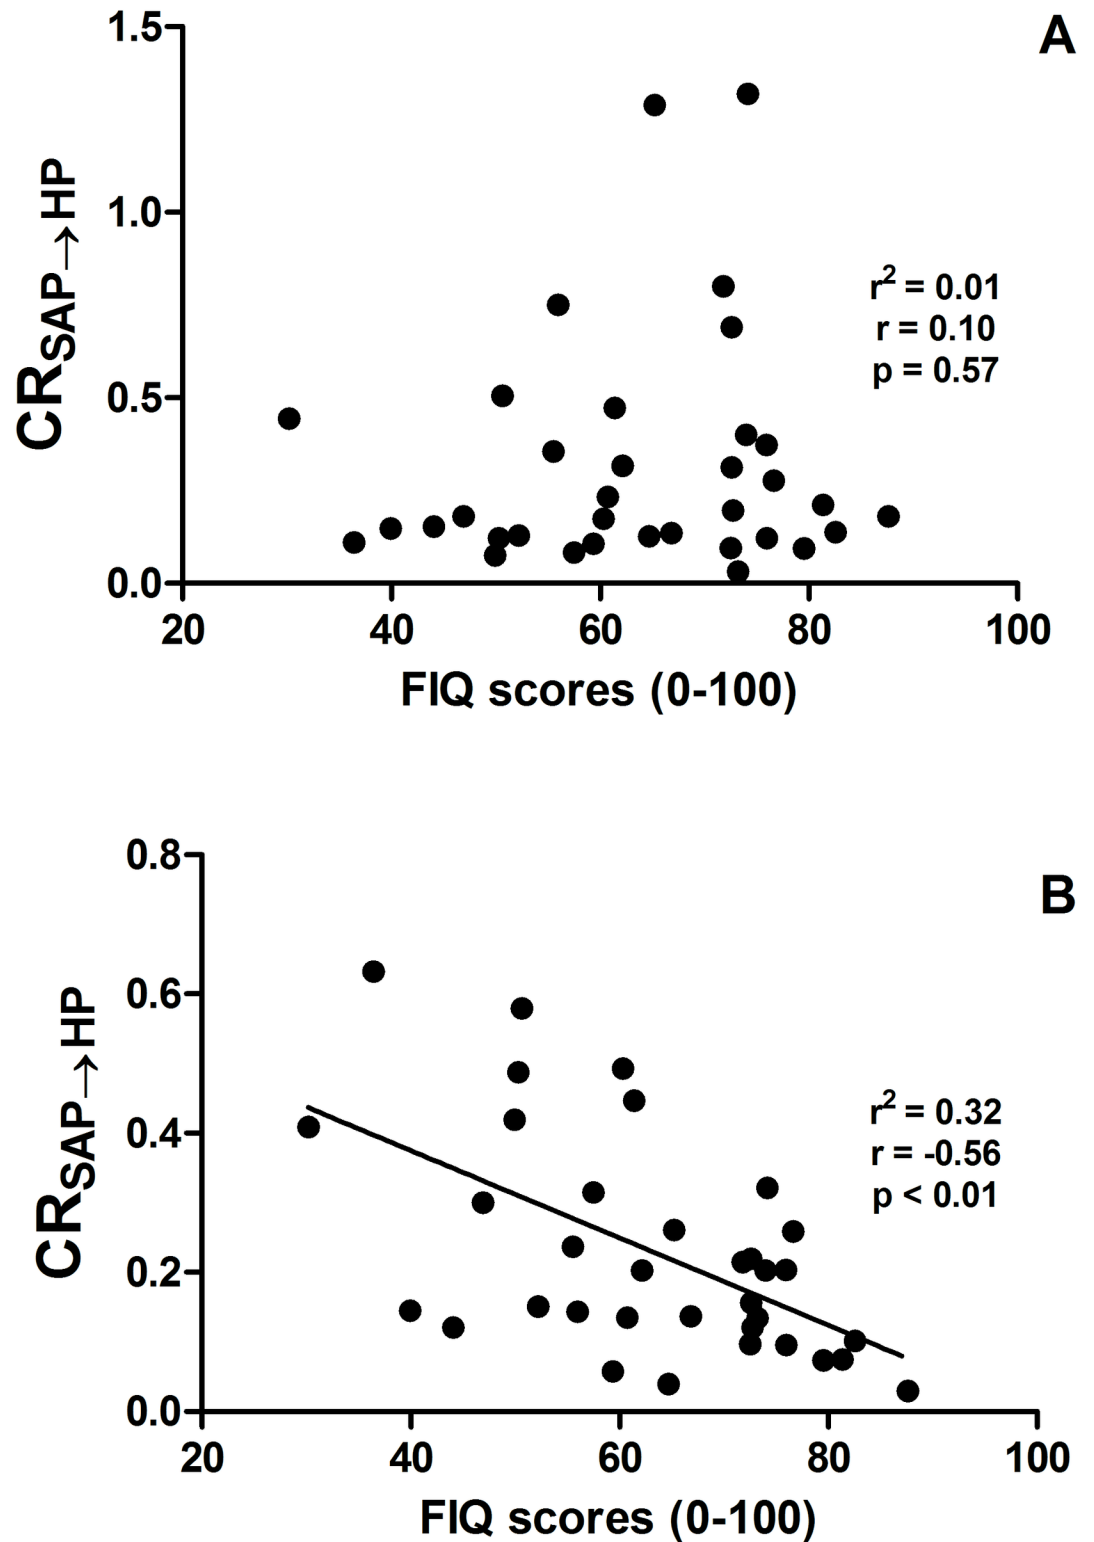 A
1.5
1.0
0.5
0.0
CRSAP→HP
r2 = 0.01
r = 0.10
p = 0.57
20 40 60 80 100
FIQ scores (0-100)
B
0.8
0.6
0.4
0.2
0.0
CRSAP→HP
r2 = 0.32
r = -0.56
p < 0.01
20 40 60 80 100
FIQ scores (0-100)